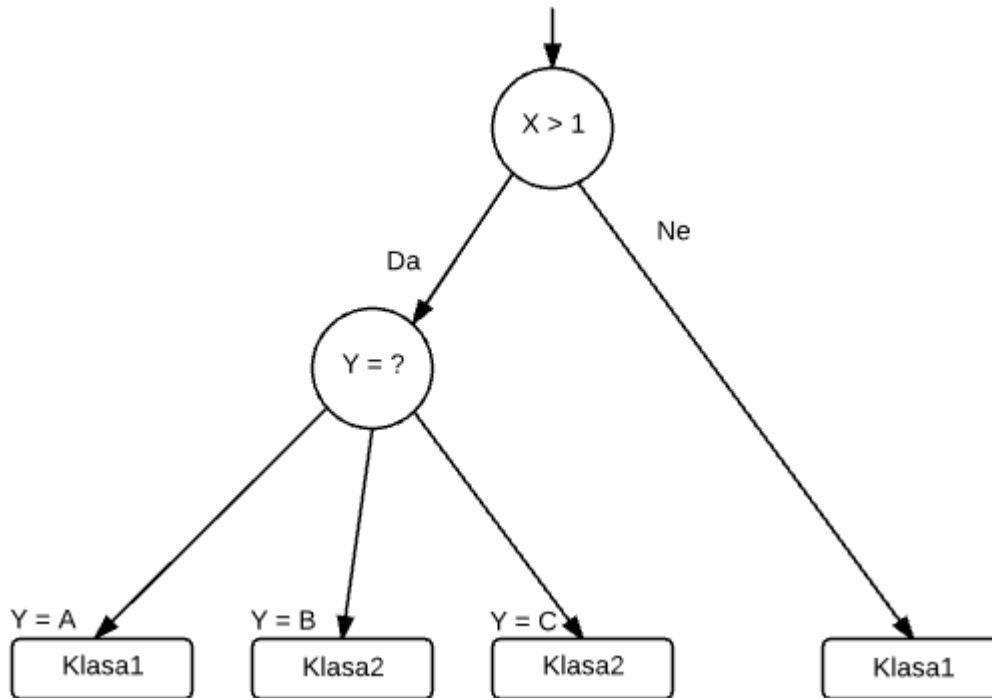 X > 1
Ne
Da
Y = ?
Y = A
Y = B
Y = C
Klasa1
Klasa2
Klasa2
Klasa1